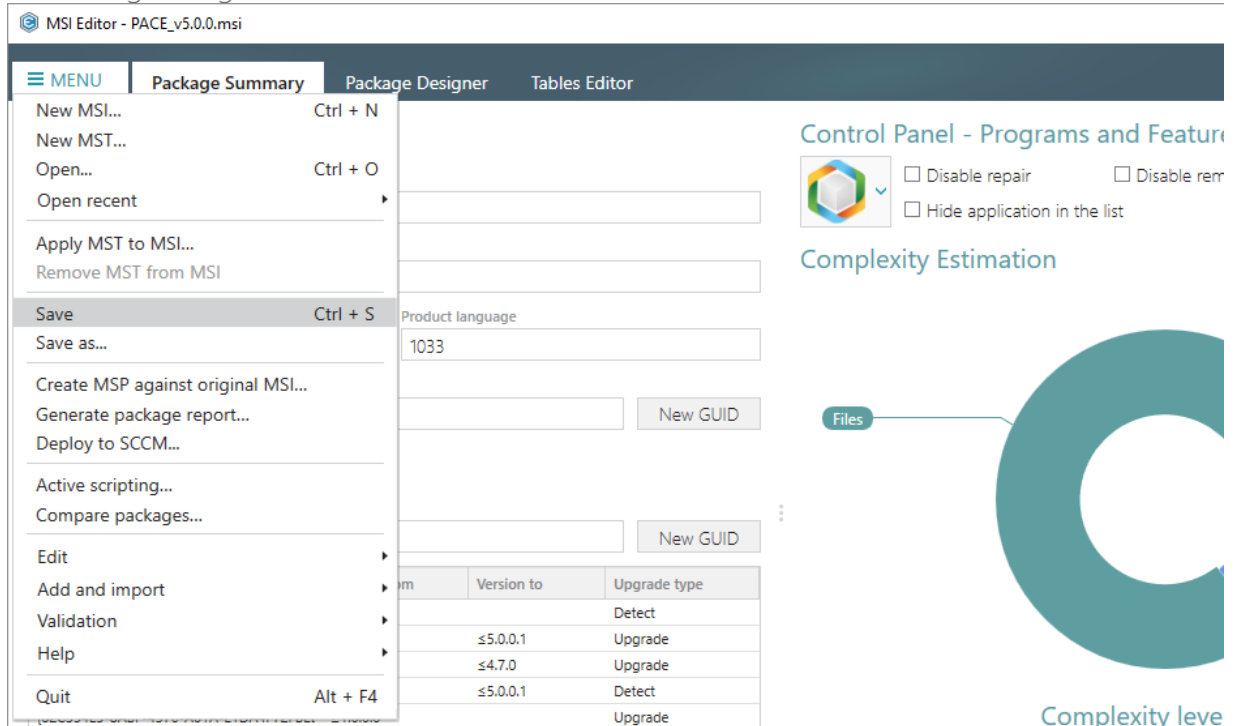 MSI Editor - PACE_v5.0.0.msi
MENU Package Summary Package Designer Tables Editor
New MSI... Ctrl + N
New MST...
Open... Ctrl + O
Open recent
Apply MST to MSI...
Remove MST from MSI
Save Ctrl + S
Save as...
Create MSP against original MSI...
Generate package report...
Deploy to SCCM...
Active scripting...
Compare packages...
Edit
Add and import
Validation
Help
Quit Alt + F4
Product language
1033
New GUID
New GUID
om Version to Upgrade type
Detect
≤5.0.0.1 Upgrade
≤4.7.0 Upgrade
≤5.0.0.1 Detect
Upgrade
Control Panel - Programs and Feature
Disable repair Disable rem
Hide application in the list
Complexity Estimation
Files
Complexity leve